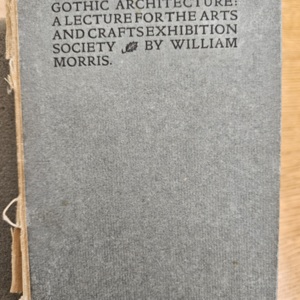 GOTHIC ARCHITECTURE:
A LECTURE FOR THE ARTS
AND CRAFTS EXHIBITION
SOCIETY BY WILLIAM
MORRIS.